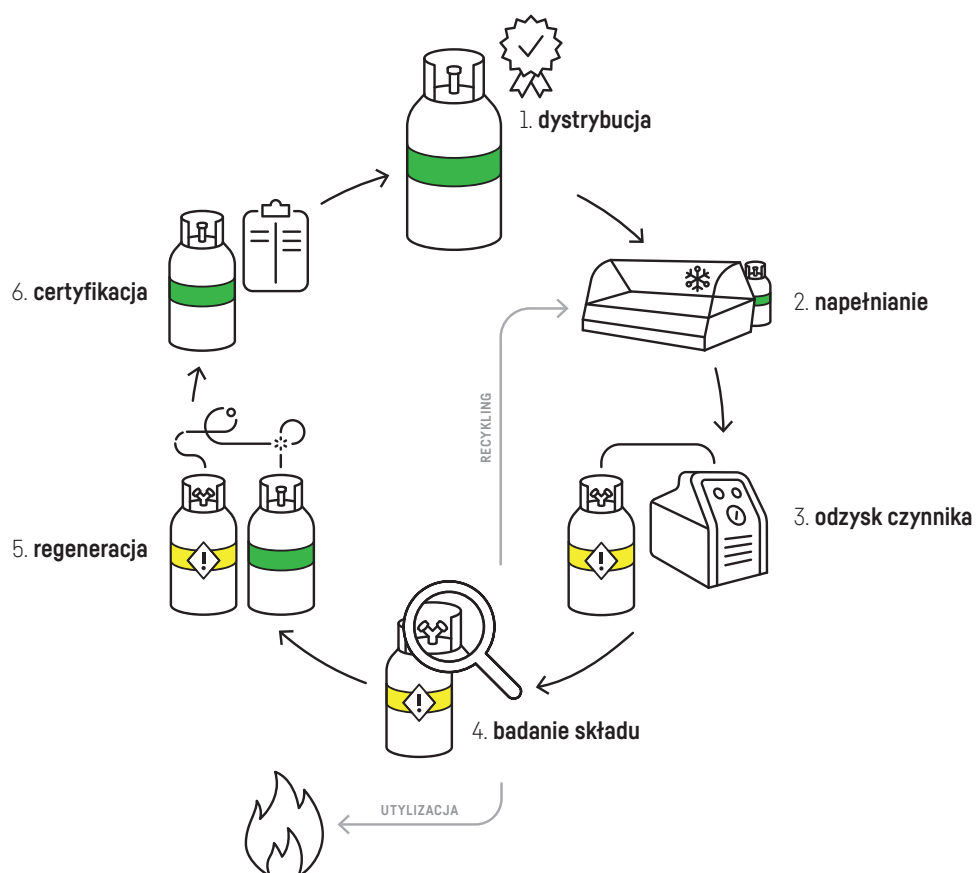 1. dystrybucja
2. napełnianie
3. odzysk czynnika
4. badanie składu
5. regeneracja
6. certyfikacja
RECYKLING
UTYLIZACJA